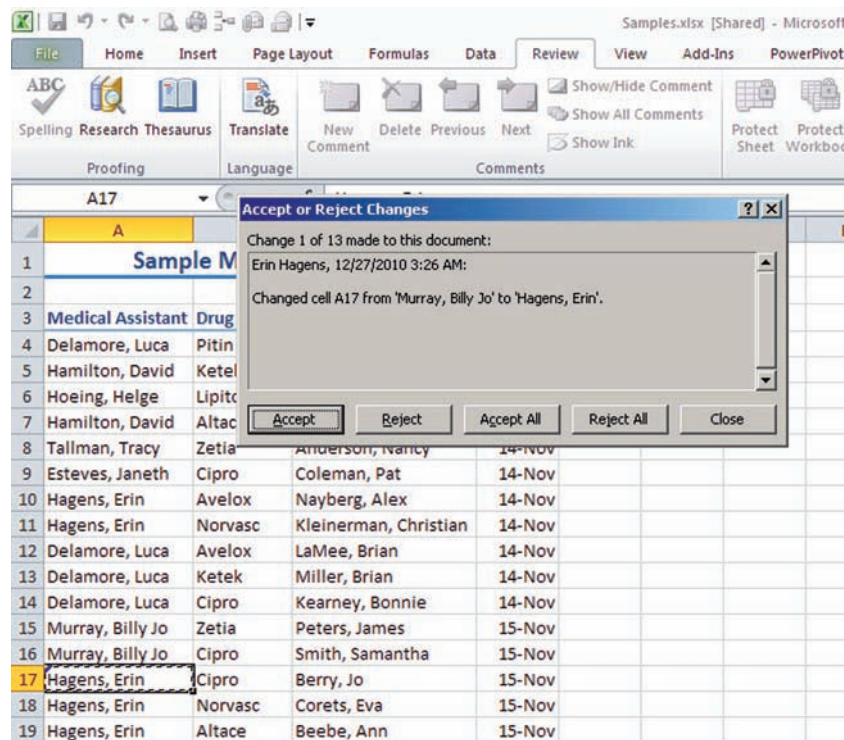 Samples.xlsx [Shared] - Microsoft
File Home Insert Page Layout Formulas Data Review View Add-Ins PowerPivot
ABC
Spelling Research Thesaurus Translate New Comment Delete Previous Next Show/Hide Comment
Show All Comments
Show Ink
Protect Sheet Protect
Proofing Language Comments
A17
Accept or Reject Changes
Change 1 of 13 made to this document:
Erin Hagens, 12/27/2010 3:26 AM:
Changed cell A17 from 'Murray, Billy Jo' to 'Hagens, Erin'.
Accept Reject Accept All Reject All Close
A
1
2
3 Medical Assistant Drug
4 Delamore, Luca Pitin
5 Hamilton, David
6 Hoeing, Helge
7 Hamilton, David Altac
8 Tallman, Tracy Zetia Anderson, Nancy 14-Nov
9 Esteves, Janeth Cipro Coleman, Pat 14-Nov
10 Hagens, Erin Avelox Nayberg, Alex 14-Nov
11 Hagens, Erin Norvasc Kleinerman, Christian 14-Nov
12 Delamore, Luca Avelox LaMee, Brian 14-Nov
13 Delamore, Luca Ketek Miller, Brian 14-Nov
14 Delamore, Luca Cipro Kearney, Bonnie 14-Nov
15 Murray, Billy Jo Zetia Peters, James 15-Nov
16 Murray, Billy Jo Cipro Smith, Samantha 15-Nov
17 Hagens, Erin Cipro Berry, Jo 15-Nov
18 Hagens, Erin Norvasc Corets, Eva 15-Nov
19 Hagens, Erin Altace Beebe, Ann 15-Nov